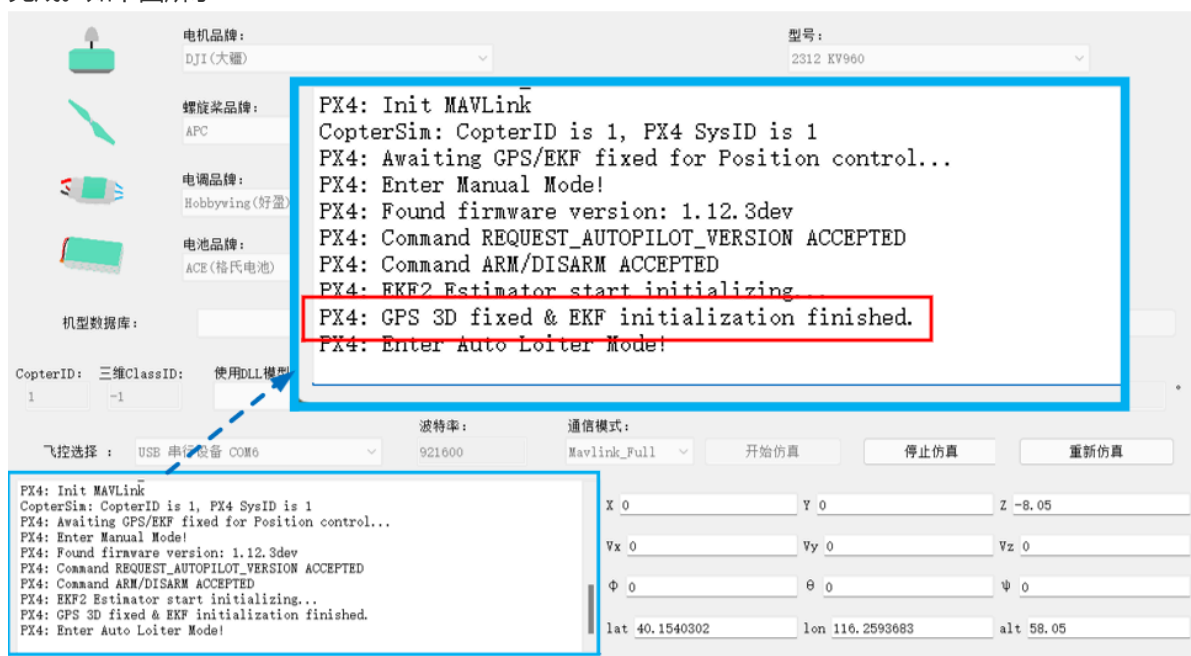 电机品牌：
型号：
DJI(大疆)
2312 KV960
螺旋桨品牌：
APC
电调品牌：
Hobbywing(好盈)
电池品牌：
ACE(格氏电池)
机型数据库：
PX4: Init MAVLink
CopterSim: CopterID is 1, PX4 SysID is 1
PX4: Awaiting GPS/EKF fixed for Position control...
PX4: Enter Manual Mode!
PX4: Found firmware version: 1.12.3dev
PX4: Command REQUEST_AUTOPILOT_VERSION ACCEPTED
PX4: Command ARM/DISARM ACCEPTED
PX4: EKF2 Estimator start initializing...
PX4: GPS 3D fixed & EKF initialization finished.
PX4: Enter Auto Loiter Mode!
CopterID: 三维ClassID: 使用DLL模型
1 -1
波特率： 通信模式：
飞控选择 ： USB 串行设备 COM6 921600 Mavlink_Full 开始仿真 停止仿真 重新仿真
PX4: Init MAVLink
CopterSim: CopterID is 1, PX4 SysID is 1
PX4: Awaiting GPS/EKF fixed for Position control...
PX4: Enter Manual Mode!
PX4: Found firmware version: 1.12.3dev
PX4: Command REQUEST_AUTOPILOT_VERSION ACCEPTED
PX4: Command ARM/DISARM ACCEPTED
PX4: EKF2 Estimator start initializing...
PX4: GPS 3D fixed & EKF initialization finished.
PX4: Enter Auto Loiter Mode!
X 0 Y 0 Z -8.05
Vx 0 Vy 0 Vz 0
Φ 0 θ 0 ψ 0
lat 40.1540302 lon 116.2593683 alt 58.05